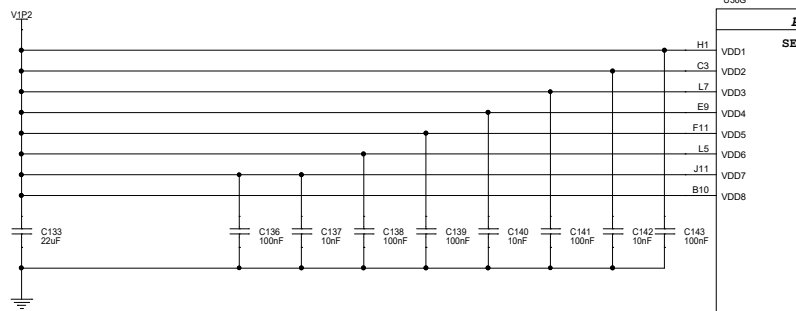 V1P2
H1 VDD1
C3 VDD2
L7 VDD3
E9 VDD4
F11 VDD5
L5 VDD6
J11 VDD7
B10 VDD8
SE
C133
22uF
C136
100nF
C137
10nF
C138
100nF
C139
100nF
C140
10nF
C141
100nF
C142
10nF
C143
100nF